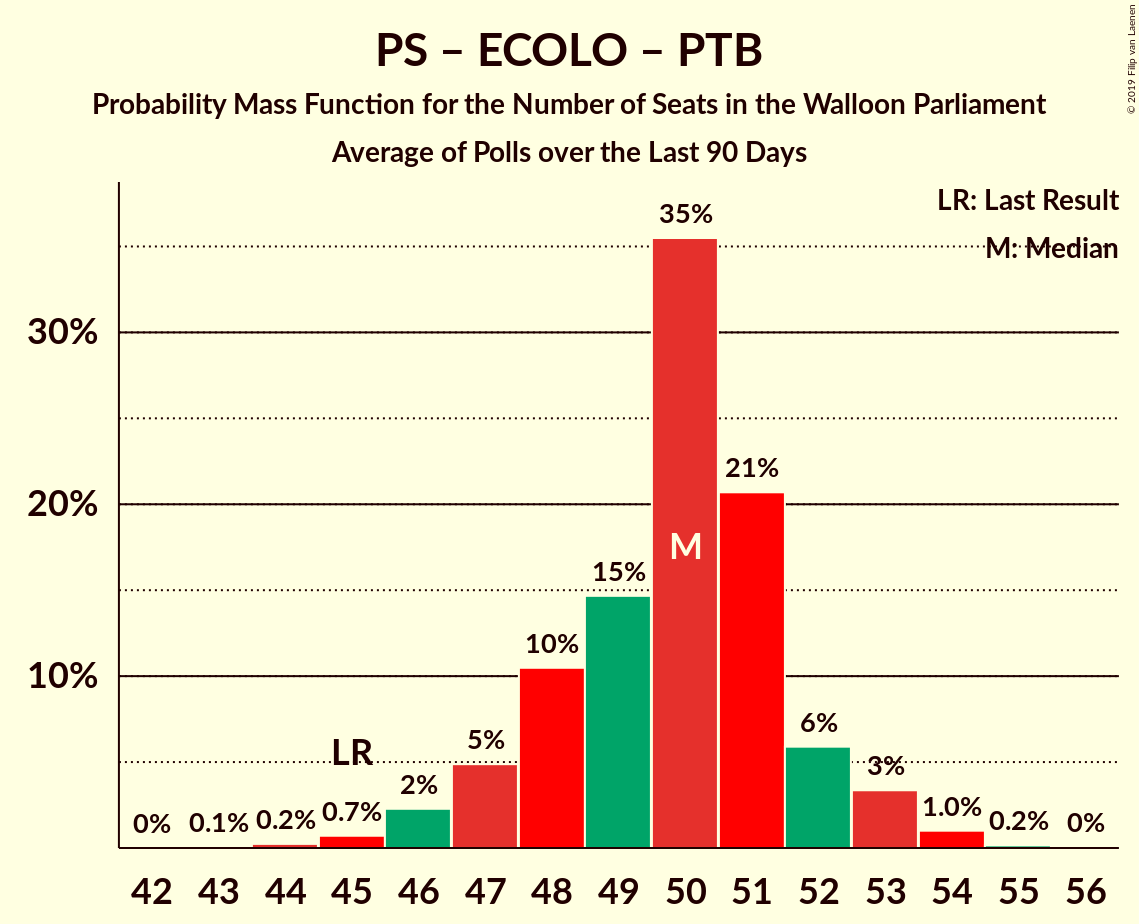 PS – ECOLO – PTB
Probability Mass Function for the Number of Seats in the Walloon Parliament
Average of Polls over the Last 90 Days
© 2019 Filip van Laenen
LR: Last Result
M: Median
30%
20%
10%
0%
0.1%
0.2%
0.7%
LR
2%
5%
10%
15%
35%
M
21%
6%
3%
1.0%
0.2%
0%
42 43 44 45 46 47 48 49 50 51 52 53 54 55 56